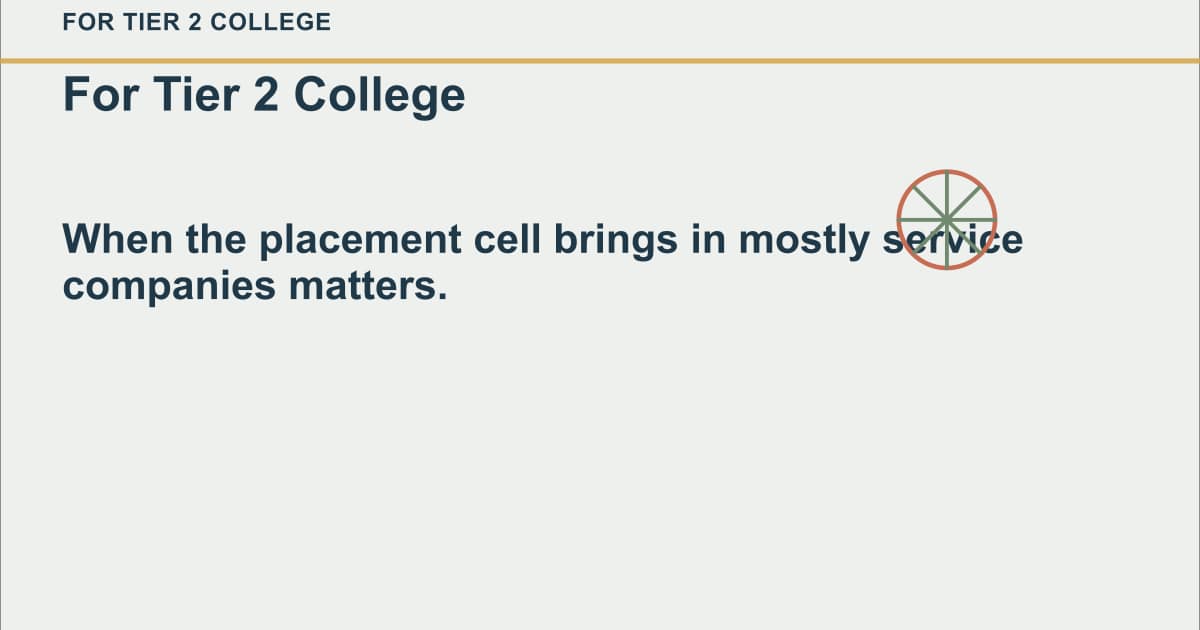 FOR TIER 2 COLLEGE
For Tier 2 College
When the placement cell brings in mostly service
companies matters.